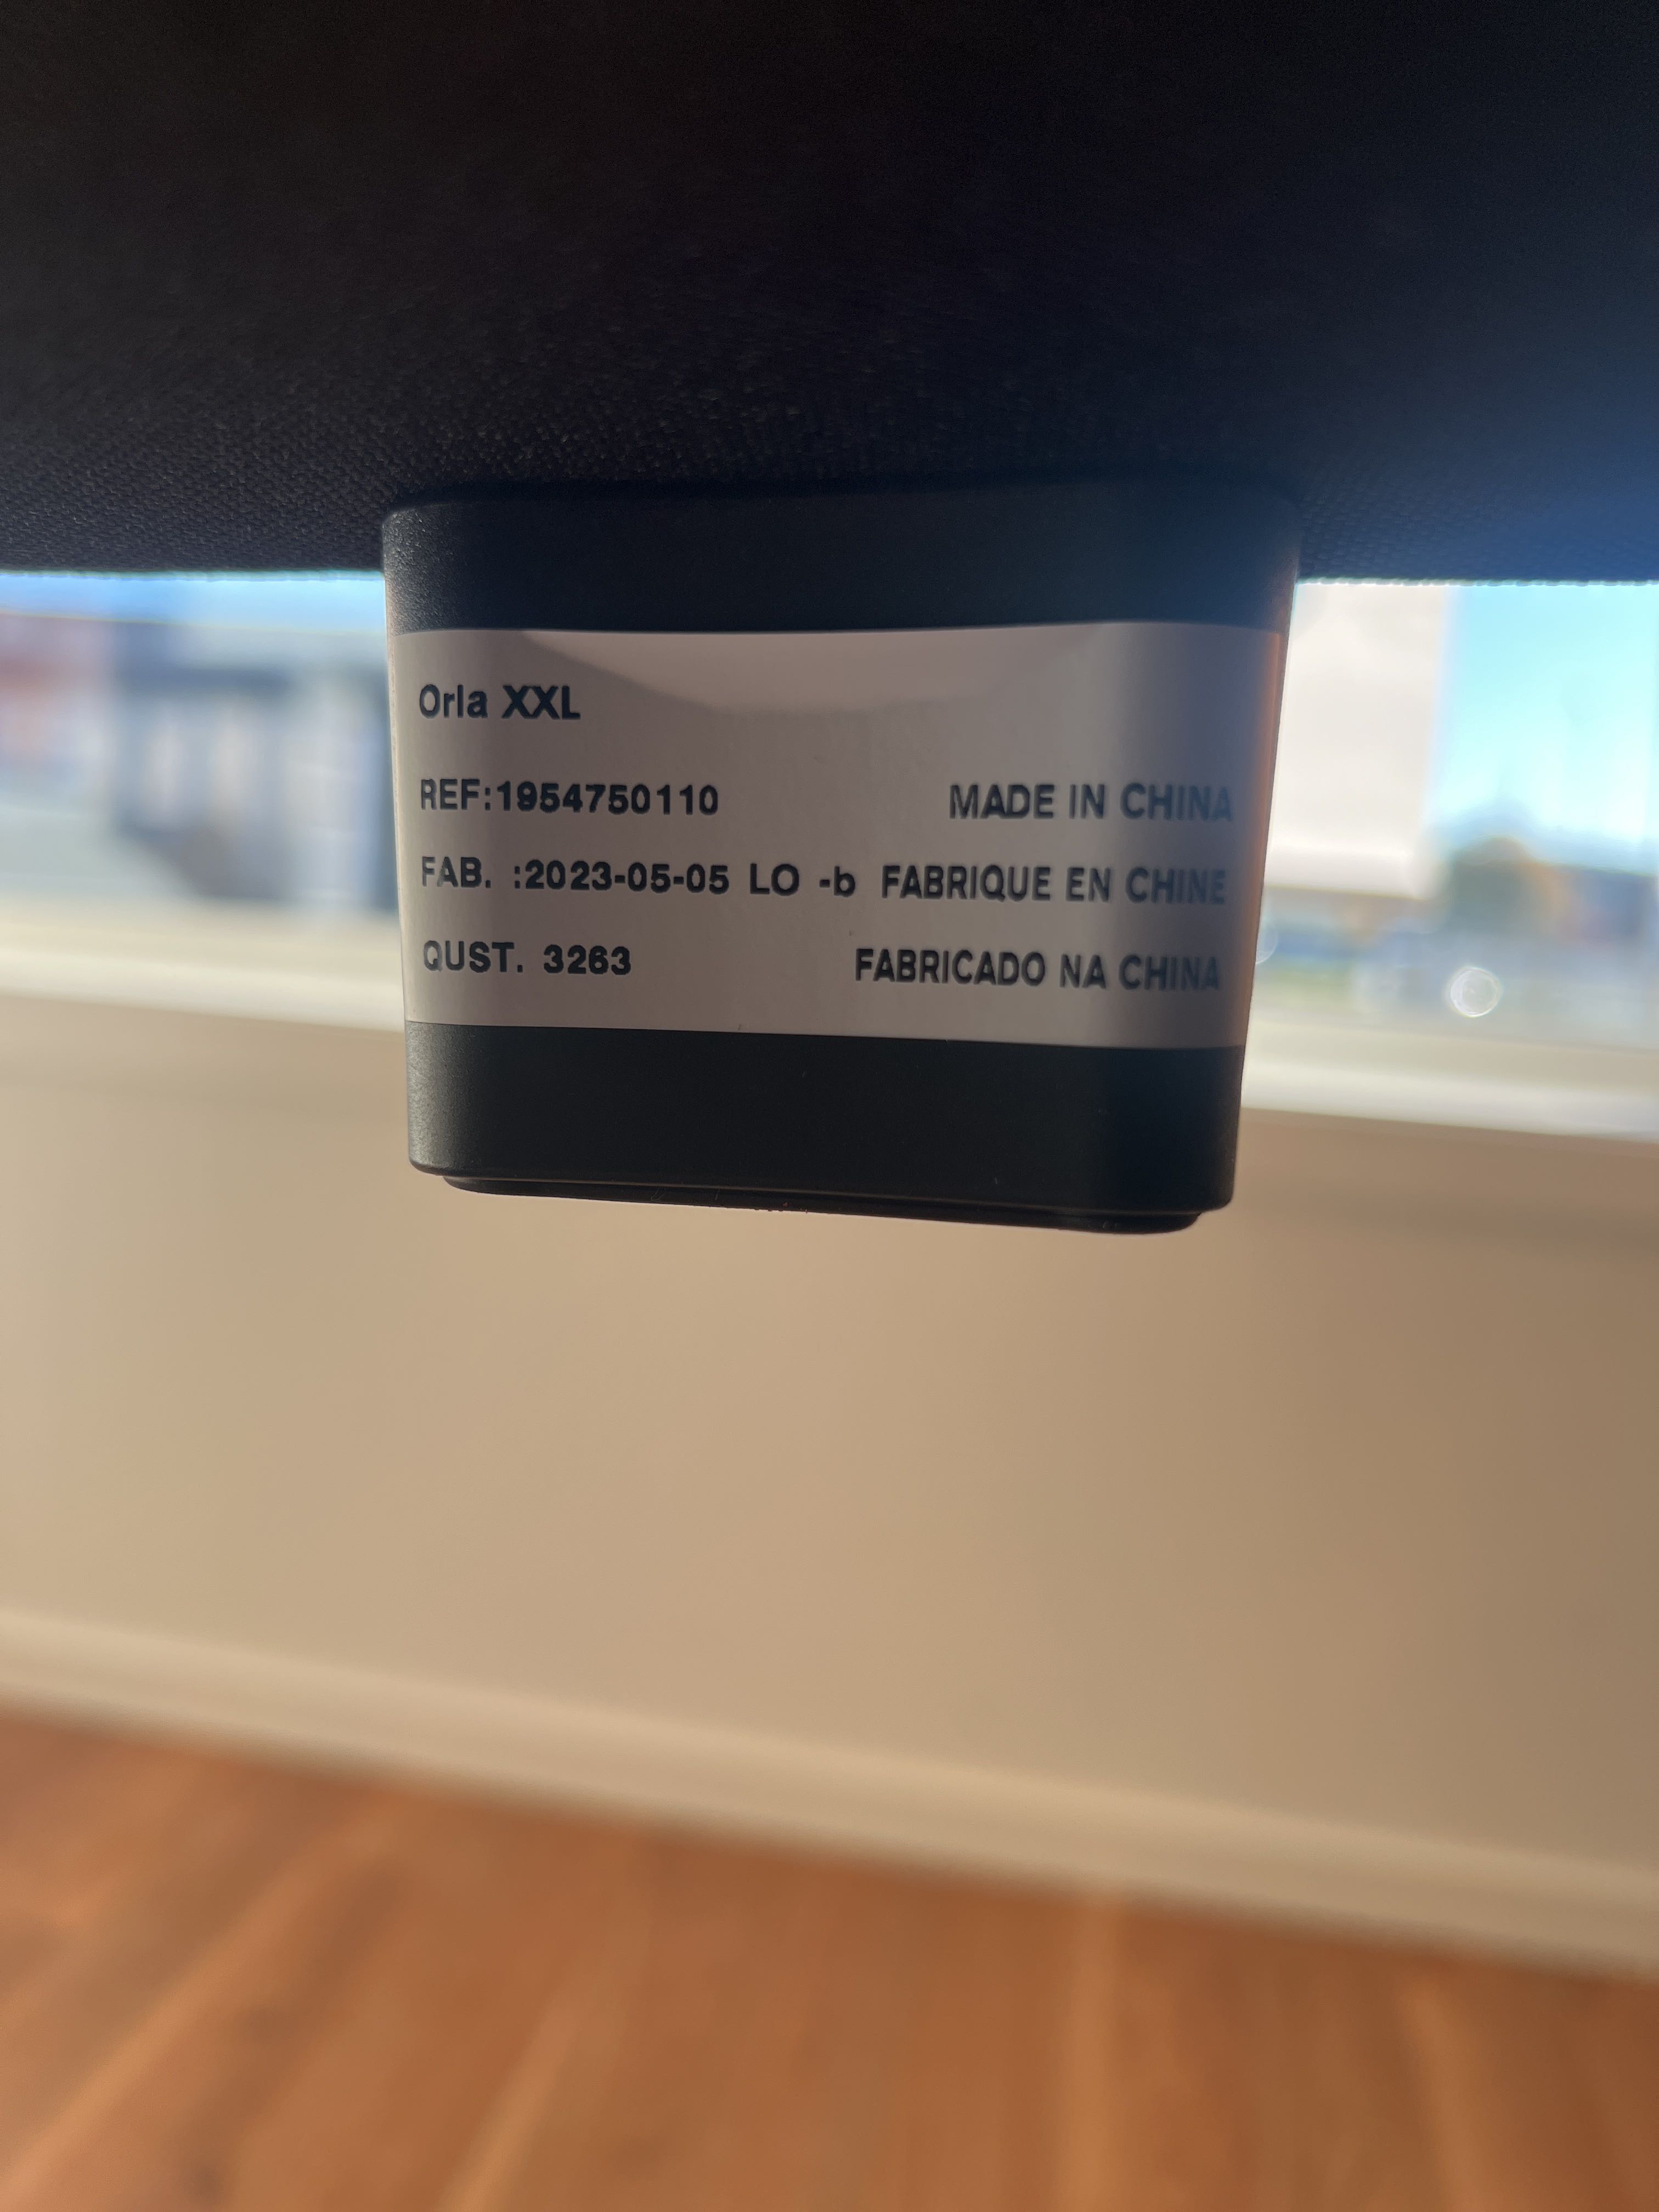 Orla XXL
REF:1954750110 MADE IN CHINA
FAB. :2023-05-05 LO -b FABRIQUE EN CHINE
QUST. 3263 FABRICADO NA CHINA